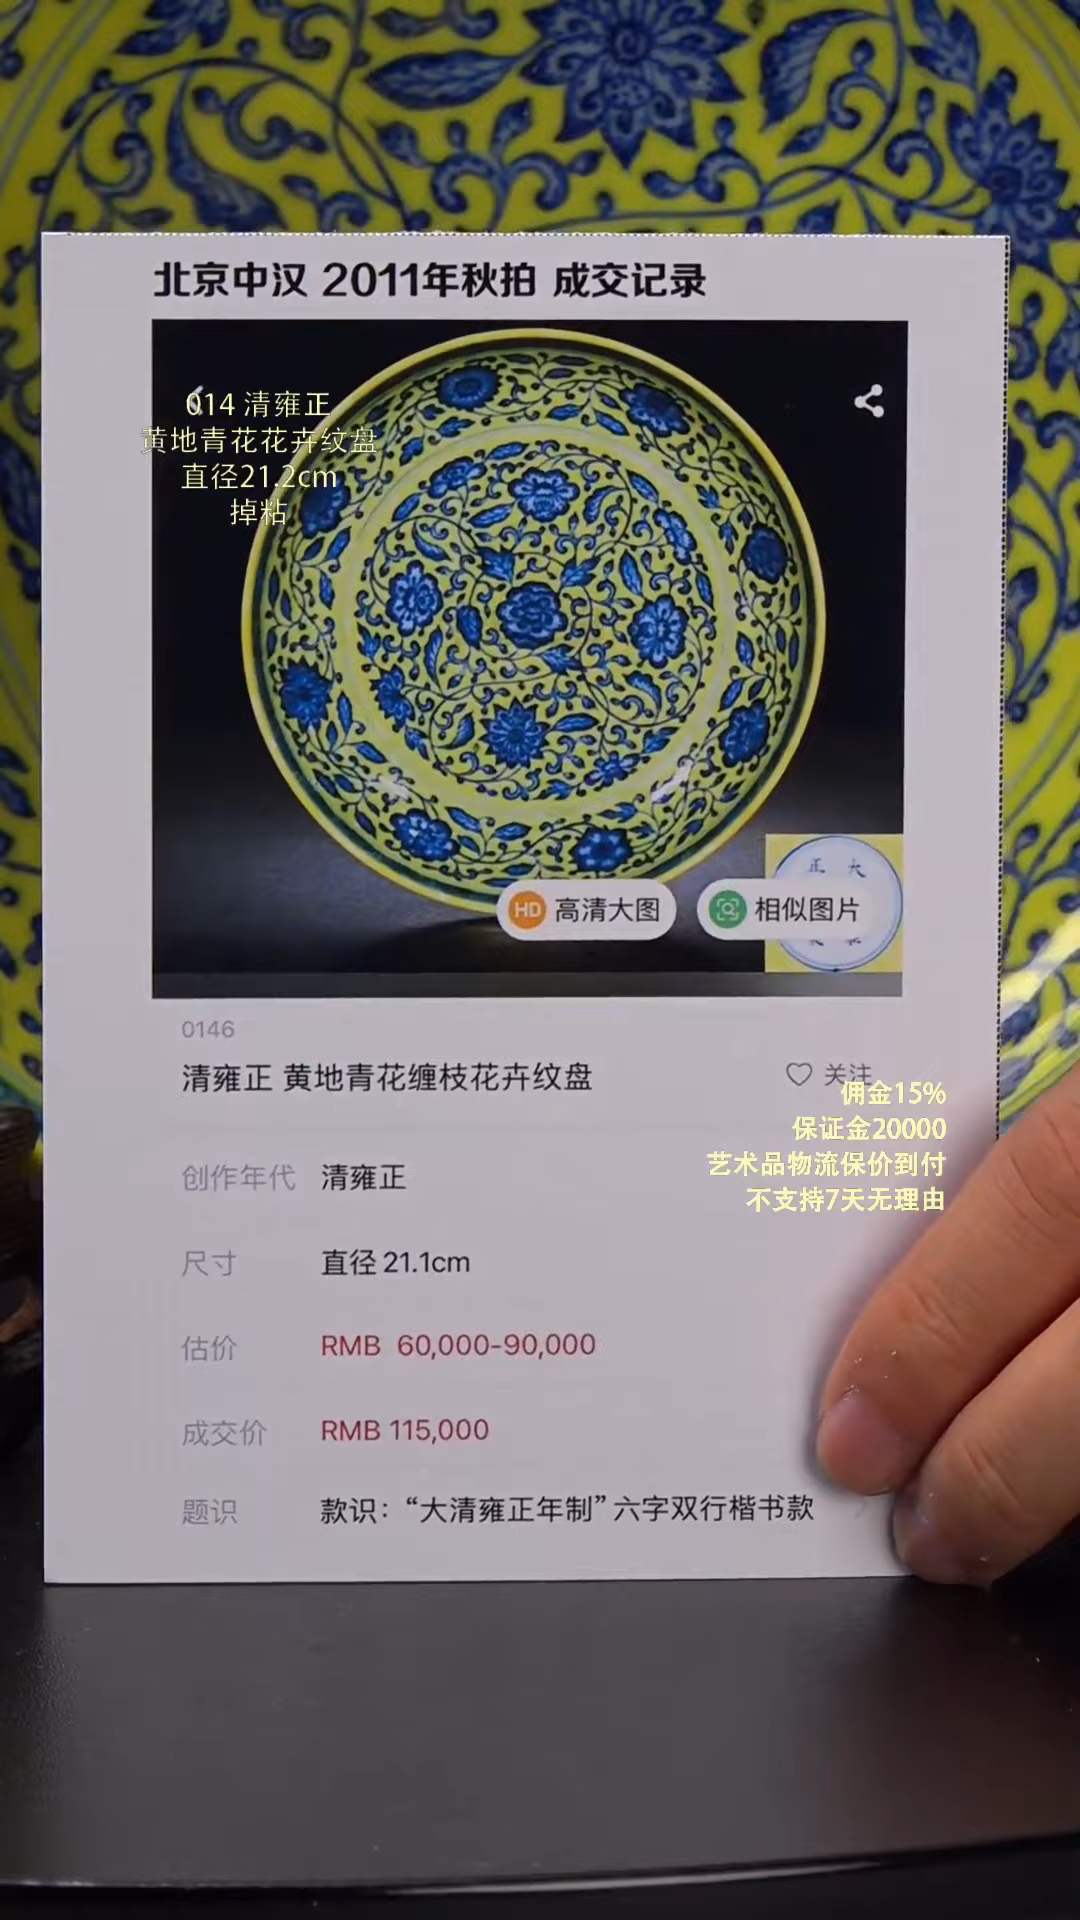 北京中汉 2011年秋拍 成交记录
014 清雍正
黄地青花花卉纹盘
直径21.2cm
掉粘
正 大
HD 高清大图
相似图片
0146
清雍正 黄地青花缠枝花卉纹盘
关注
佣金15%
保证金20000
艺术品物流保价到付
不支持7天无理由
创作年代 清雍正
尺寸 直径 21.1cm
估价 RMB 60,000-90,000
成交价 RMB 115,000
题识 款识：“大清雍正年制”六字双行楷书款